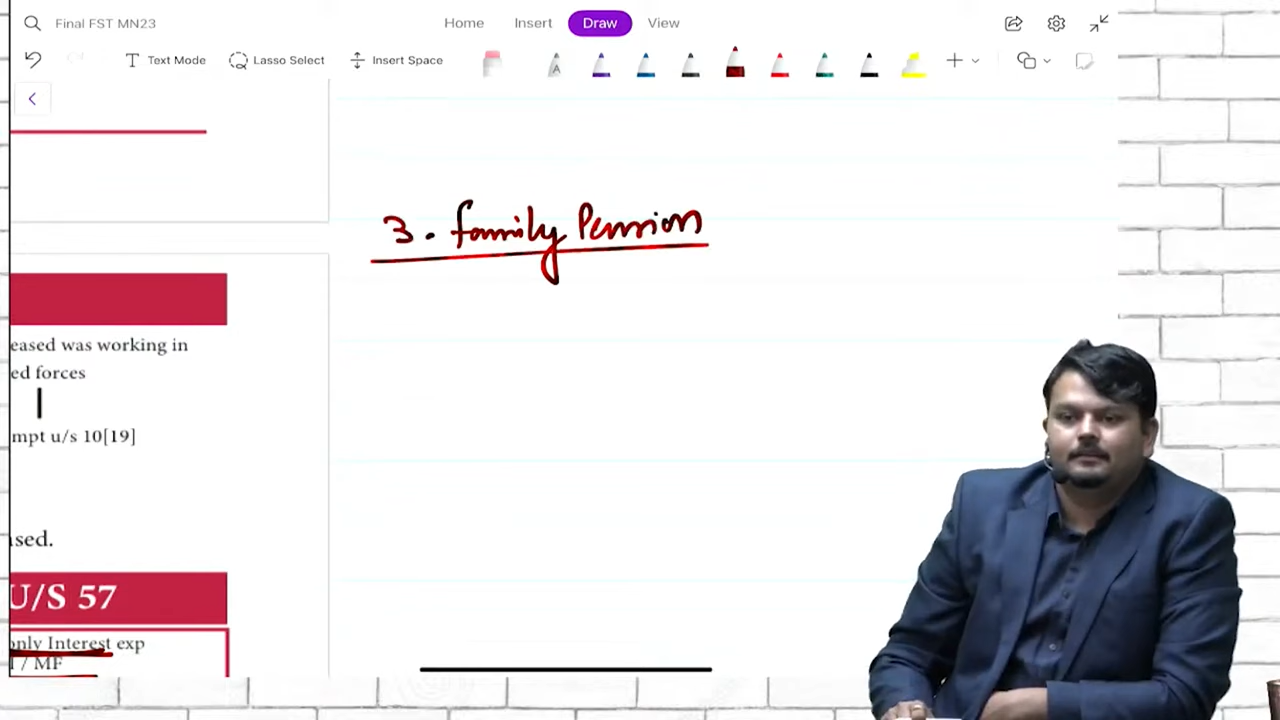 Final FST MN23
Home Insert Draw View
T Text Mode Lasso Select Insert Space
A
3. Family Pension
eased was working in
ed forces
mpt u/s 10[19]
sed.
U/S 57
only Interest exp
/ MF